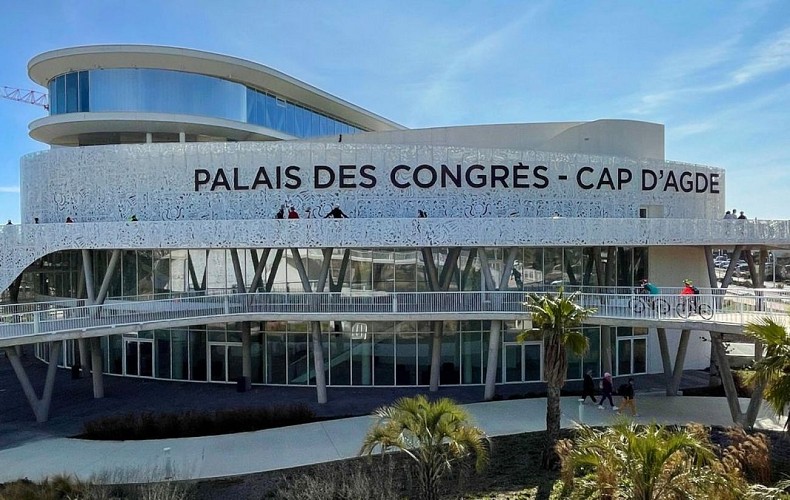 PALAIS DES CONGRÈS - CAP D'AGDE